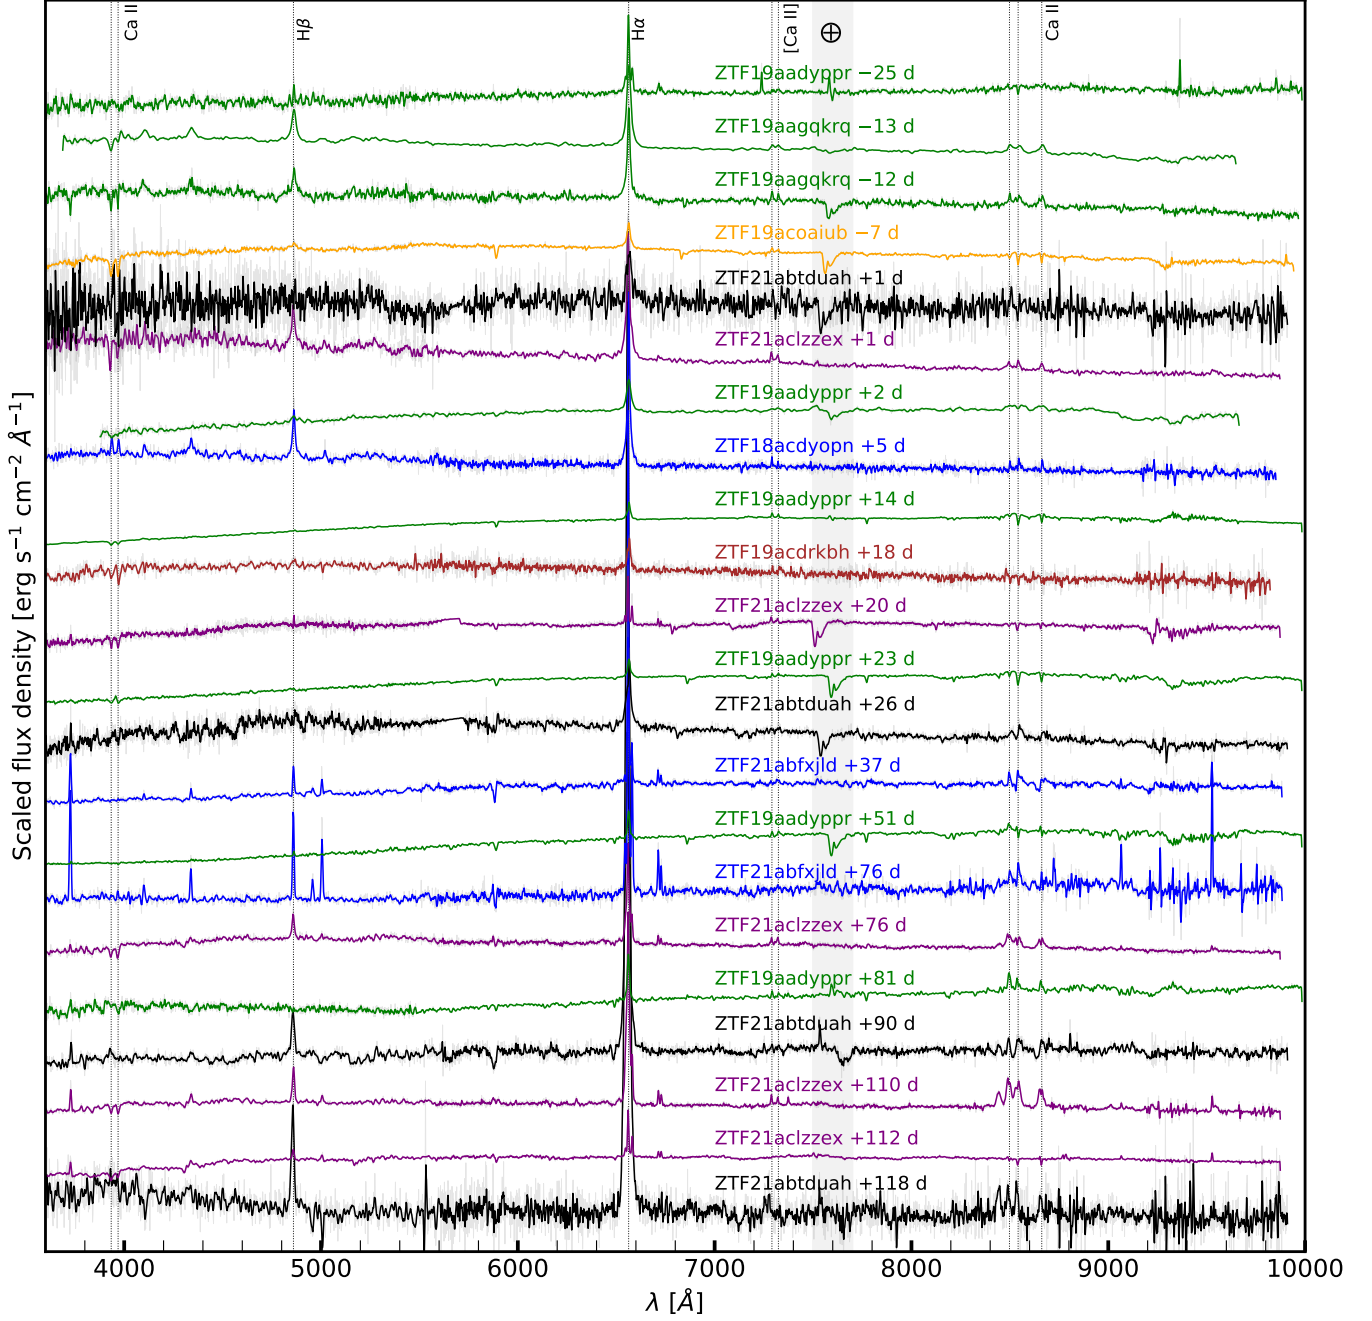 Ca II
Hβ
Hα
[Ca II]
⊕
Ca II
ZTF19aadyppr −25 d
ZTF19aagqkrq −13 d
ZTF19aagqkrq −12 d
ZTF19acoaiub −7 d
ZTF21abtduah +1 d
ZTF21aclzzex +1 d
ZTF19aadyppr +2 d
ZTF18acdyopn +5 d
ZTF19aadyppr +14 d
ZTF19acdrkbh +18 d
ZTF21aclzzex +20 d
ZTF19aadyppr +23 d
ZTF21abtduah +26 d
ZTF21abfxjld +37 d
ZTF19aadyppr +51 d
ZTF21abfxjld +76 d
ZTF21aclzzex +76 d
ZTF19aadyppr +81 d
ZTF21abtduah +90 d
ZTF21aclzzex +110 d
ZTF21aclzzex +112 d
ZTF21abtduah +118 d
Scaled flux density [erg s⁻¹ cm⁻² Å⁻¹]
4000 5000 6000 7000 8000 9000 10000
λ [Å]